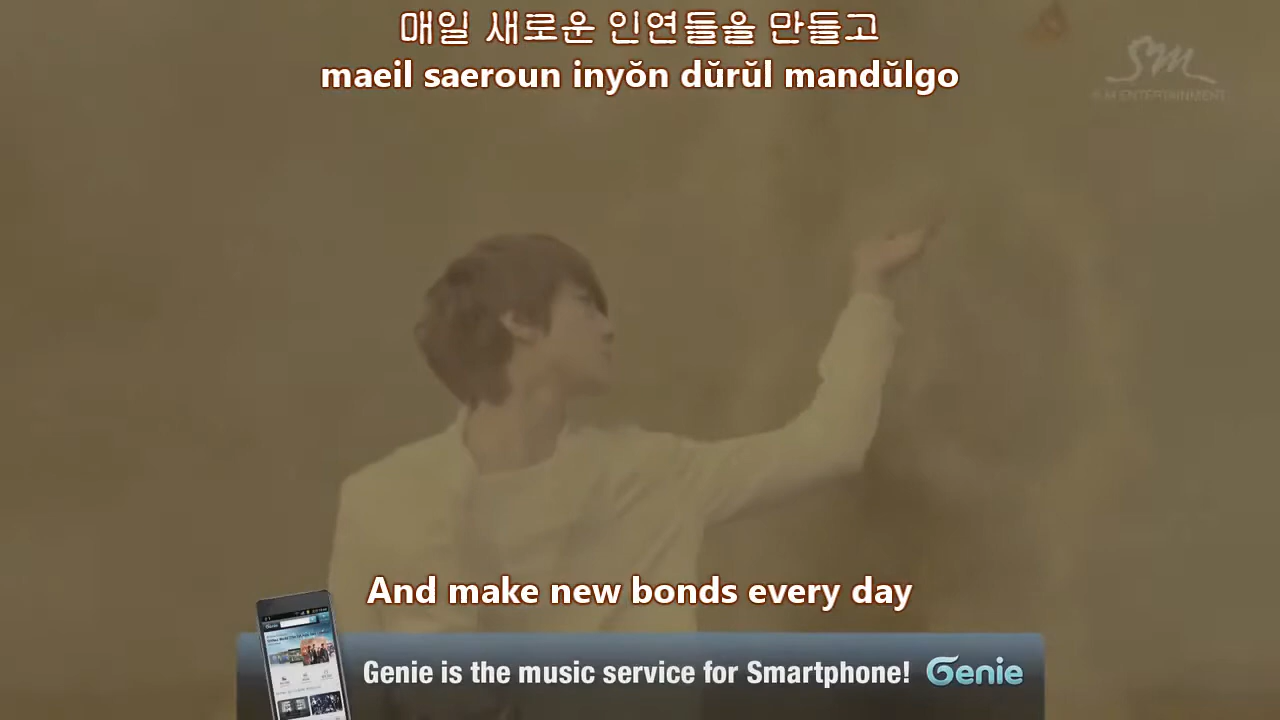 매일 새로운 인연들을 만들고
maeil saeroun inyŏn dŭrŭl mandŭlgo
SM
S.M.ENTERTAINMENT
And make new bonds every day
Genie is the music service for Smartphone! Genie